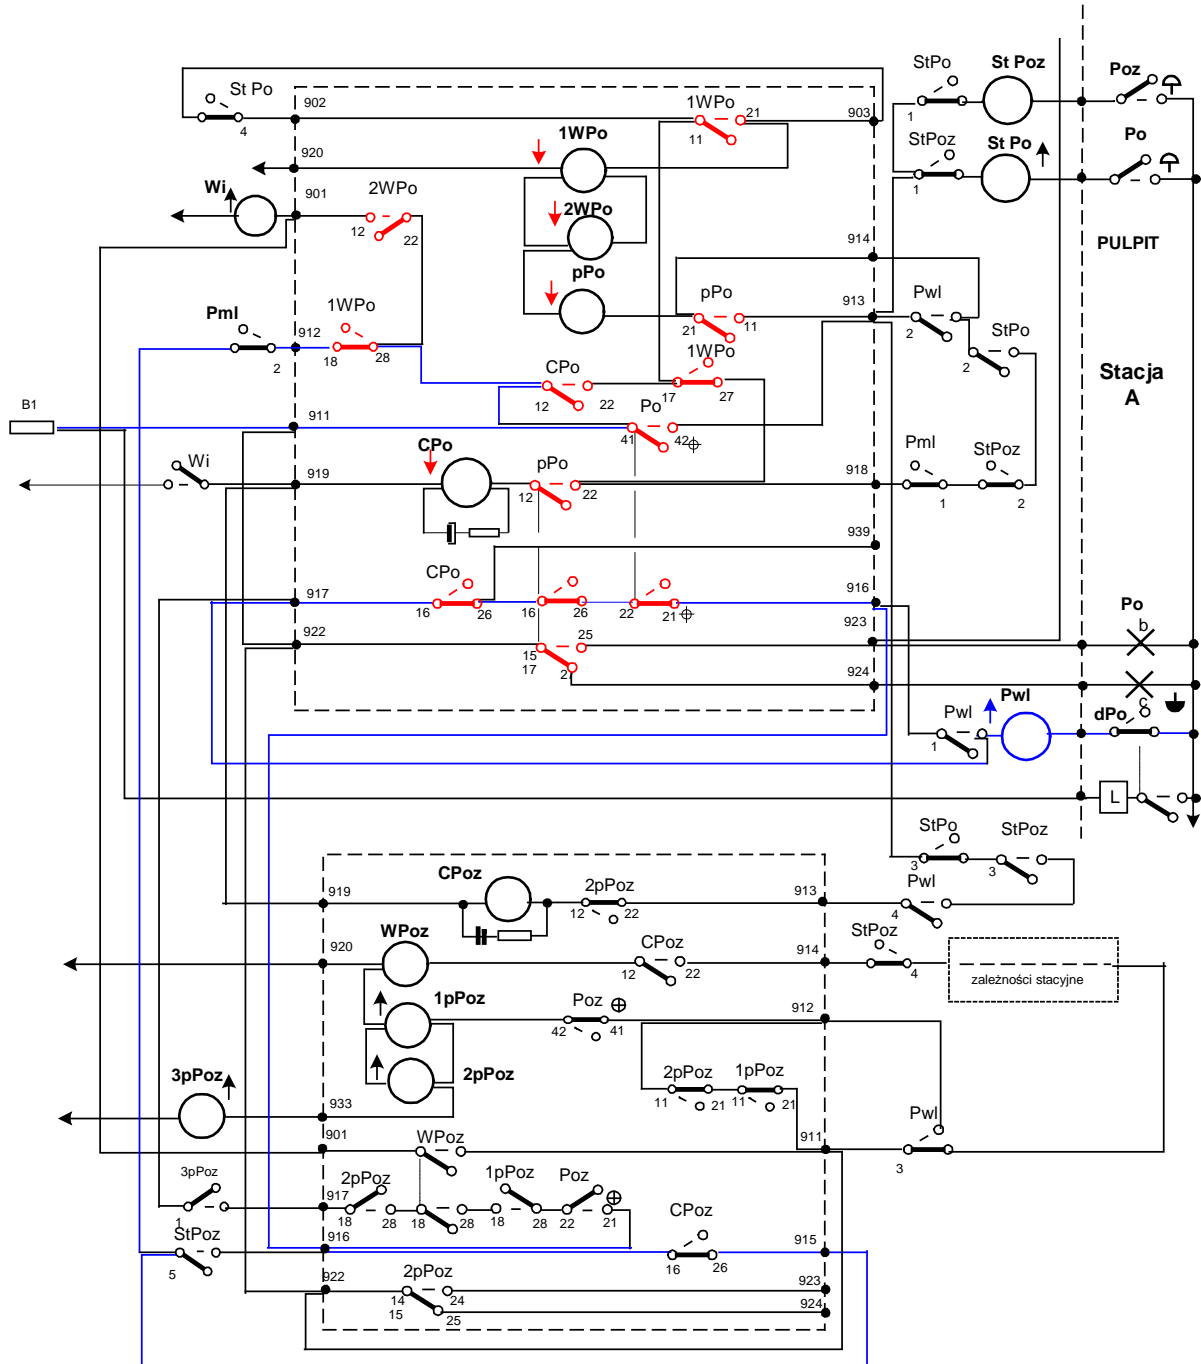 StPo
St Poz
Poz
St Po
902
1WPo
21
903
4
11
1
1WPo
StPoz
St Po
Po
920
Wi
901
2WPo
2WPo
1
12
22
914
PULPIT
pPo
pPo
913
Pwl
Pml
912
1WPo
21
11
2
StPo
2
18
28
1WPo
2
CPo
17
27
Stacja
A
B1
12
22
Po
911
41
42
CPo
Pml
StPoz
Wi
919
pPo
918
12
22
1
2
939
CPo
917
916
16
26
16
26
22
21
923
Po
b
922
25
15
17
27
924
Pwl
c
dPo
Pwl
1
L
StPo
StPoz
3
3
CPoz
919
2pPoz
913
Pwl
12
22
4
WPoz
StPoz
920
CPoz
914
12
22
4
zależności stacyjne
1pPoz
Poz
912
42
41
3pPoz
2pPoz
2pPoz
1pPoz
11
21
11
21
933
Pwl
901
WPoz
911
3
3pPoz
2pPoz
1pPoz
Poz
917
1
18
28
18
28
18
28
22
21
CPoz
StPoz
916
915
5
16
26
922
2pPoz
923
14
24
15
25
924